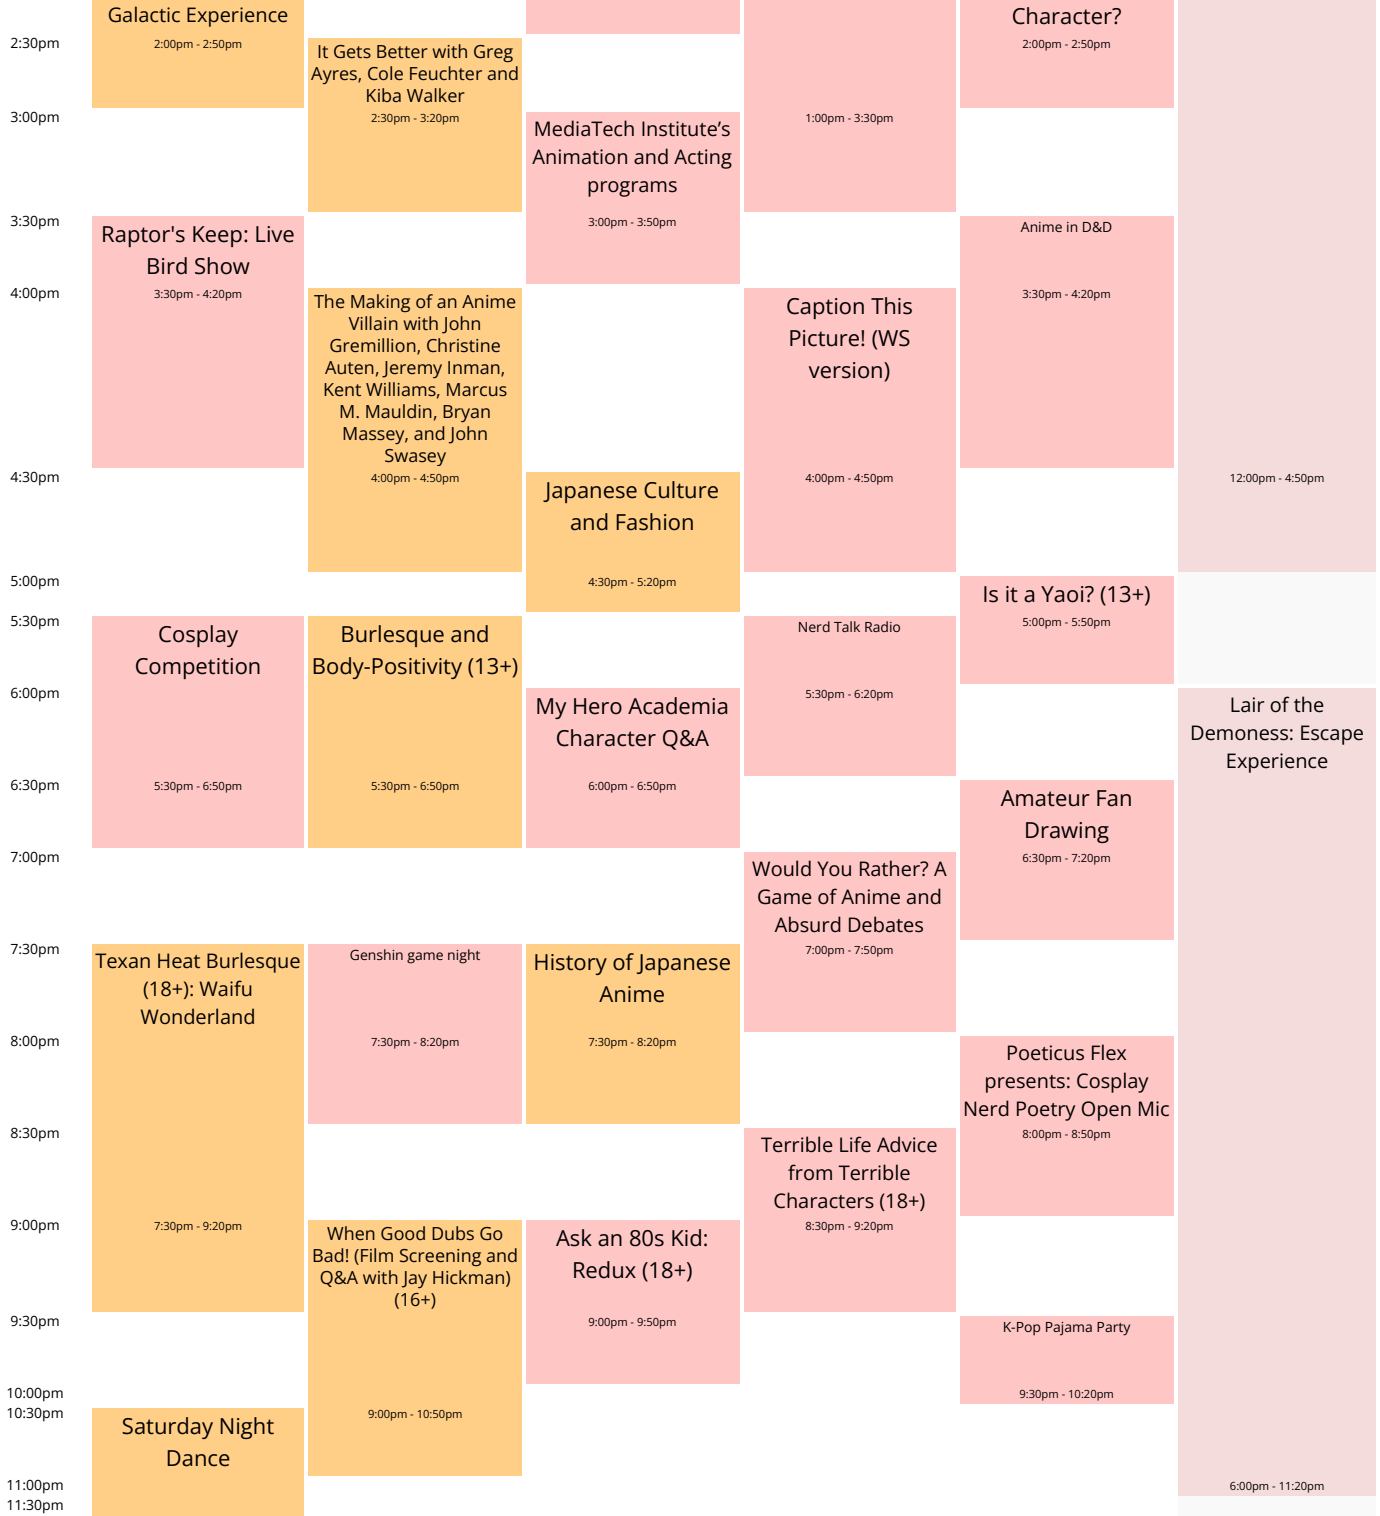 Galactic Experience
2:00pm - 2:50pm
Character?
2:00pm - 2:50pm
2:30pm
It Gets Better with Greg
Ayres, Cole Feuchter and
Kiba Walker
2:30pm - 3:20pm
3:00pm
1:00pm - 3:30pm
MediaTech Institute’s
Animation and Acting
programs
3:00pm - 3:50pm
3:30pm
Raptor's Keep: Live
Bird Show
3:30pm - 4:20pm
Anime in D&D
3:30pm - 4:20pm
4:00pm
The Making of an Anime
Villain with John
Gremillion, Christine
Auten, Jeremy Inman,
Kent Williams, Marcus
M. Mauldin, Bryan
Massey, and John
Swasey
4:00pm - 4:50pm
Caption This
Picture! (WS
version)
4:00pm - 4:50pm
4:30pm
Japanese Culture
and Fashion
4:30pm - 5:20pm
12:00pm - 4:50pm
5:00pm
Is it a Yaoi? (13+)
5:00pm - 5:50pm
5:30pm
Cosplay
Competition
5:30pm - 6:50pm
Burlesque and
Body-Positivity (13+)
5:30pm - 6:50pm
Nerd Talk Radio
5:30pm - 6:20pm
6:00pm
My Hero Academia
Character Q&A
6:00pm - 6:50pm
Lair of the
Demoness: Escape
Experience
6:30pm
Amateur Fan
Drawing
6:30pm - 7:20pm
7:00pm
Would You Rather? A
Game of Anime and
Absurd Debates
7:00pm - 7:50pm
7:30pm
Texan Heat Burlesque
(18+): Waifu
Wonderland
7:30pm - 9:20pm
Genshin game night
7:30pm - 8:20pm
History of Japanese
Anime
7:30pm - 8:20pm
8:00pm
Poeticus Flex
presents: Cosplay
Nerd Poetry Open Mic
8:00pm - 8:50pm
8:30pm
Terrible Life Advice
from Terrible
Characters (18+)
8:30pm - 9:20pm
9:00pm
When Good Dubs Go
Bad! (Film Screening and
Q&A with Jay Hickman)
(16+)
9:00pm - 10:50pm
Ask an 80s Kid:
Redux (18+)
9:00pm - 9:50pm
9:30pm
K-Pop Pajama Party
9:30pm - 10:20pm
10:00pm
10:30pm
Saturday Night
Dance
11:00pm
6:00pm - 11:20pm
11:30pm